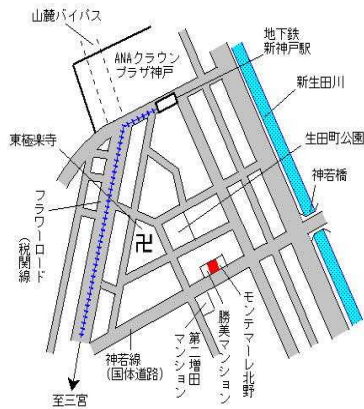 山麓バイパス
ANAクラウン
プラザ神戸
地下鉄
新神戸駅
新生田川
東極楽寺
生田町公園
神若橋
フラワーロード
(税関線)
卍
モンテマーレ北野
勝美マンション
第二増田
マンション
神若線
(国体道路)
至三宮